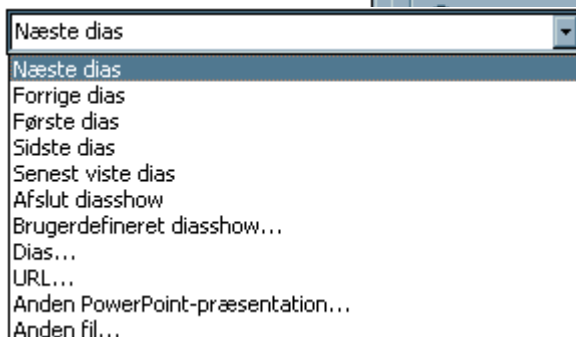 Næste dias
Næste dias
Forrige dias
Første dias
Sidste dias
Senest viste dias
Afslut diasshow
Brugerdefineret diasshow...
Dias...
URL...
Anden PowerPoint-præsentation...
Anden fil...